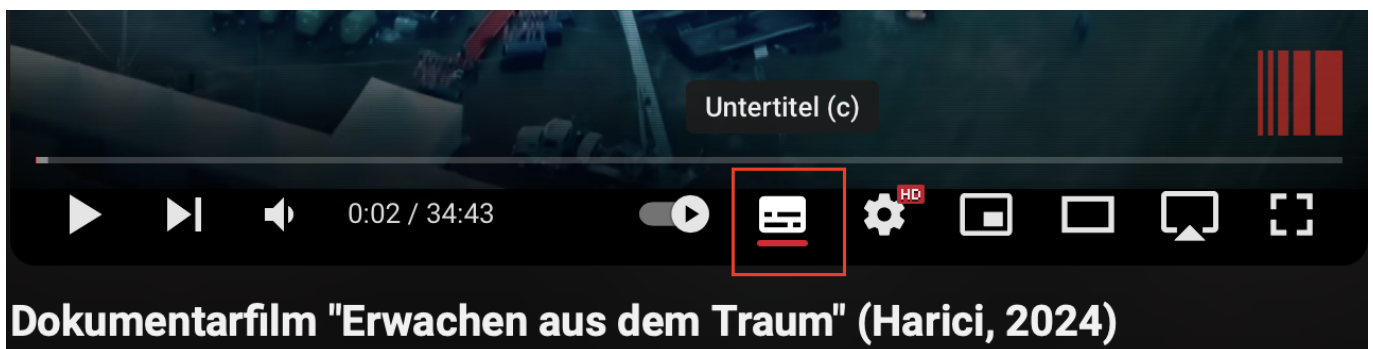 Untertitel (c)
0:02 / 34:43
HD
Dokumentarfilm "Erwachen aus dem Traum" (Harici, 2024)